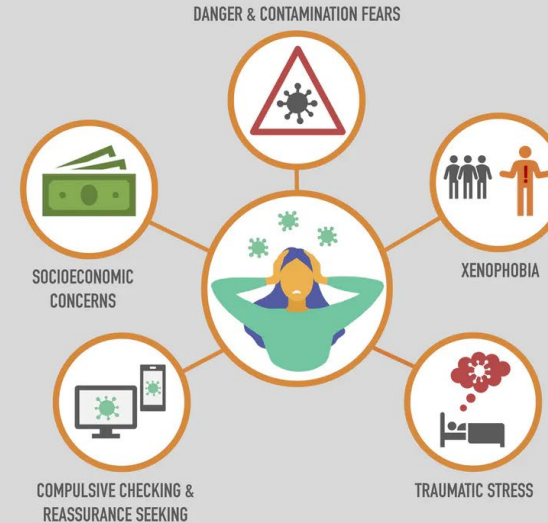 DANGER & CONTAMINATION FEARS
SOCIOECONOMIC
CONCERNS
!
XENOPHOBIA
COMPULSIVE CHECKING &
REASSURANCE SEEKING
TRAUMATIC STRESS